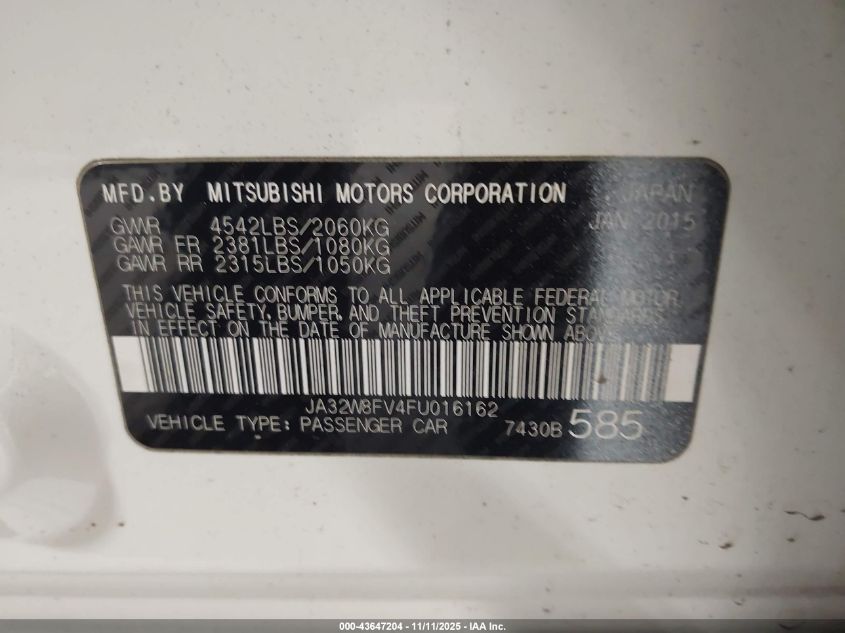 MFD.BY MITSUBISHI MOTORS CORPORATION JAPAN
GVWR 4542LBS/2060KG JAN 2015
GAWR FR 2381LBS/1080KG
GAWR RR 2315LBS/1050KG
THIS VEHICLE CONFORMS TO ALL APPLICABLE FEDERAL MOTOR
VEHICLE SAFETY, BUMPER, AND THEFT PREVENTION STANDARDS
IN EFFECT ON THE DATE OF MANUFACTURE SHOWN ABOVE.
JA32W8FV4FU016162
VEHICLE TYPE: PASSENGER CAR 7430B 585
000-43647204 - 11/11/2025 - IAA Inc.